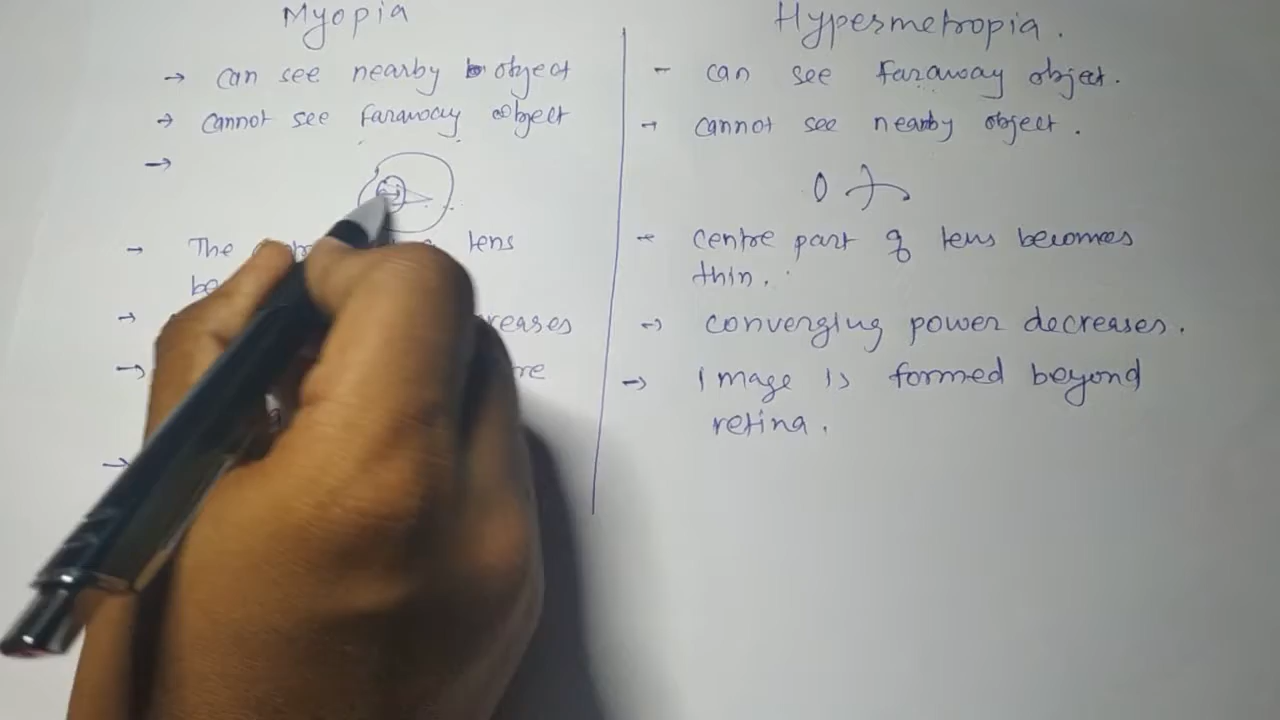 Myopia
→ can see nearby object
→ cannot see faraway object
→
→ The lens
→ reases
→ re
→
Hypermetropia.
- can see faraway object.
→ cannot see nearby object.
- centre part of lens becomes
thin.
→ converging power decreases.
→ Image is formed beyond
retina.